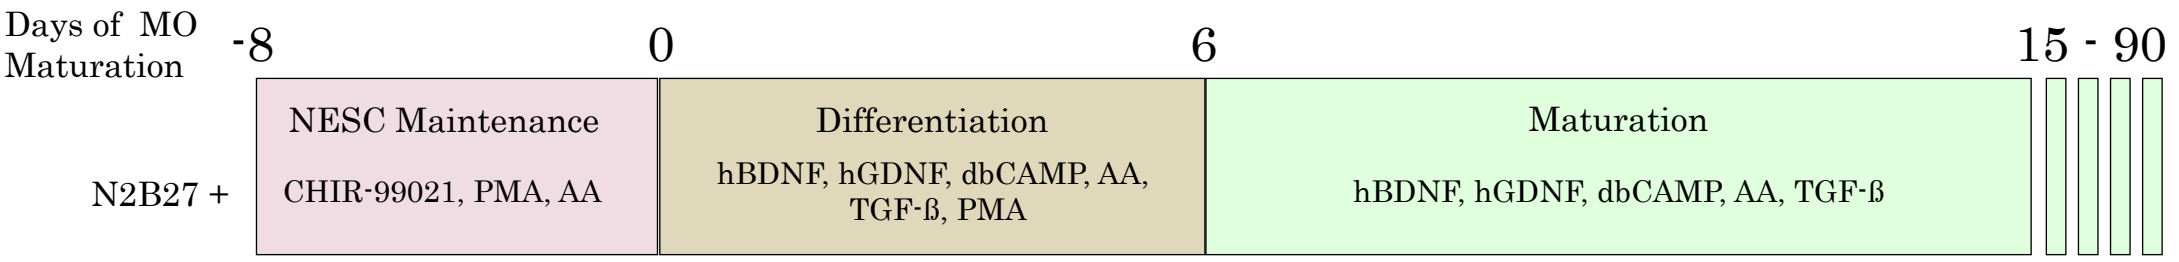 Days of MO
Maturation
-8
0
6
15 - 90
NESC Maintenance
Differentiation
Maturation
N2B27 +
CHIR-99021, PMA, AA
hBDNF, hGDNF, dbCAMP, AA,
TGF-ß, PMA
hBDNF, hGDNF, dbCAMP, AA, TGF-ß